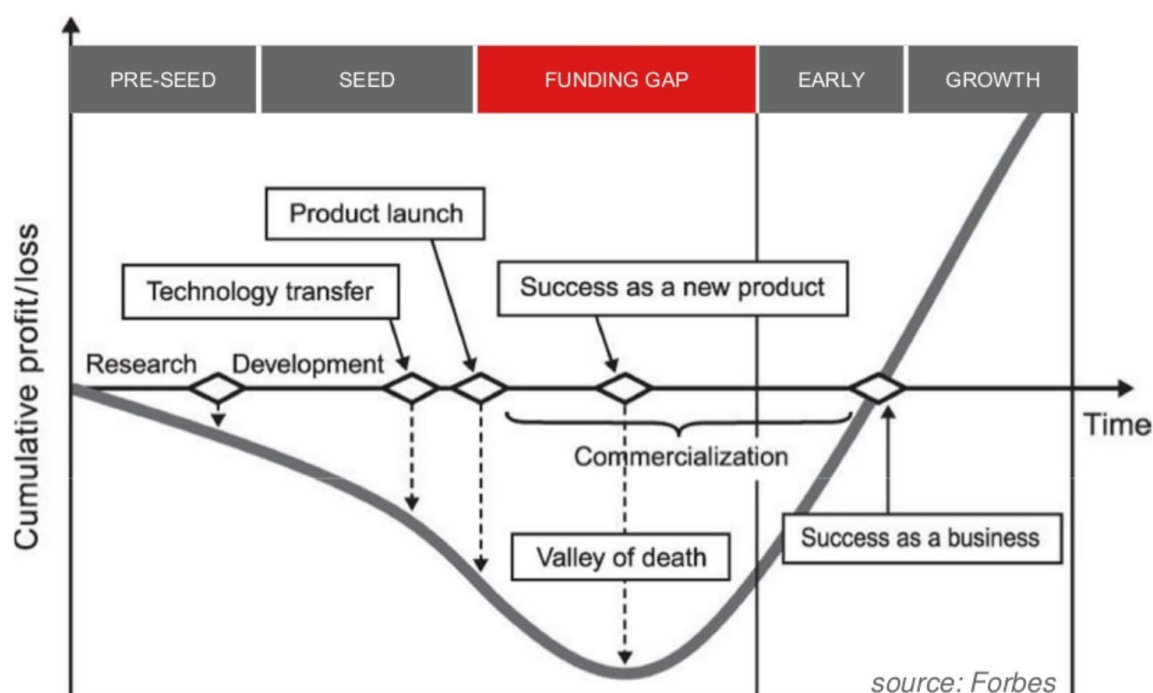 PRE-SEED
SEED
FUNDING GAP
EARLY
GROWTH
Product launch
Technology transfer
Success as a new product
Research
Development
Time
Commercialization
Cumulative profit/loss
Success as a business
Valley of death
source: Forbes